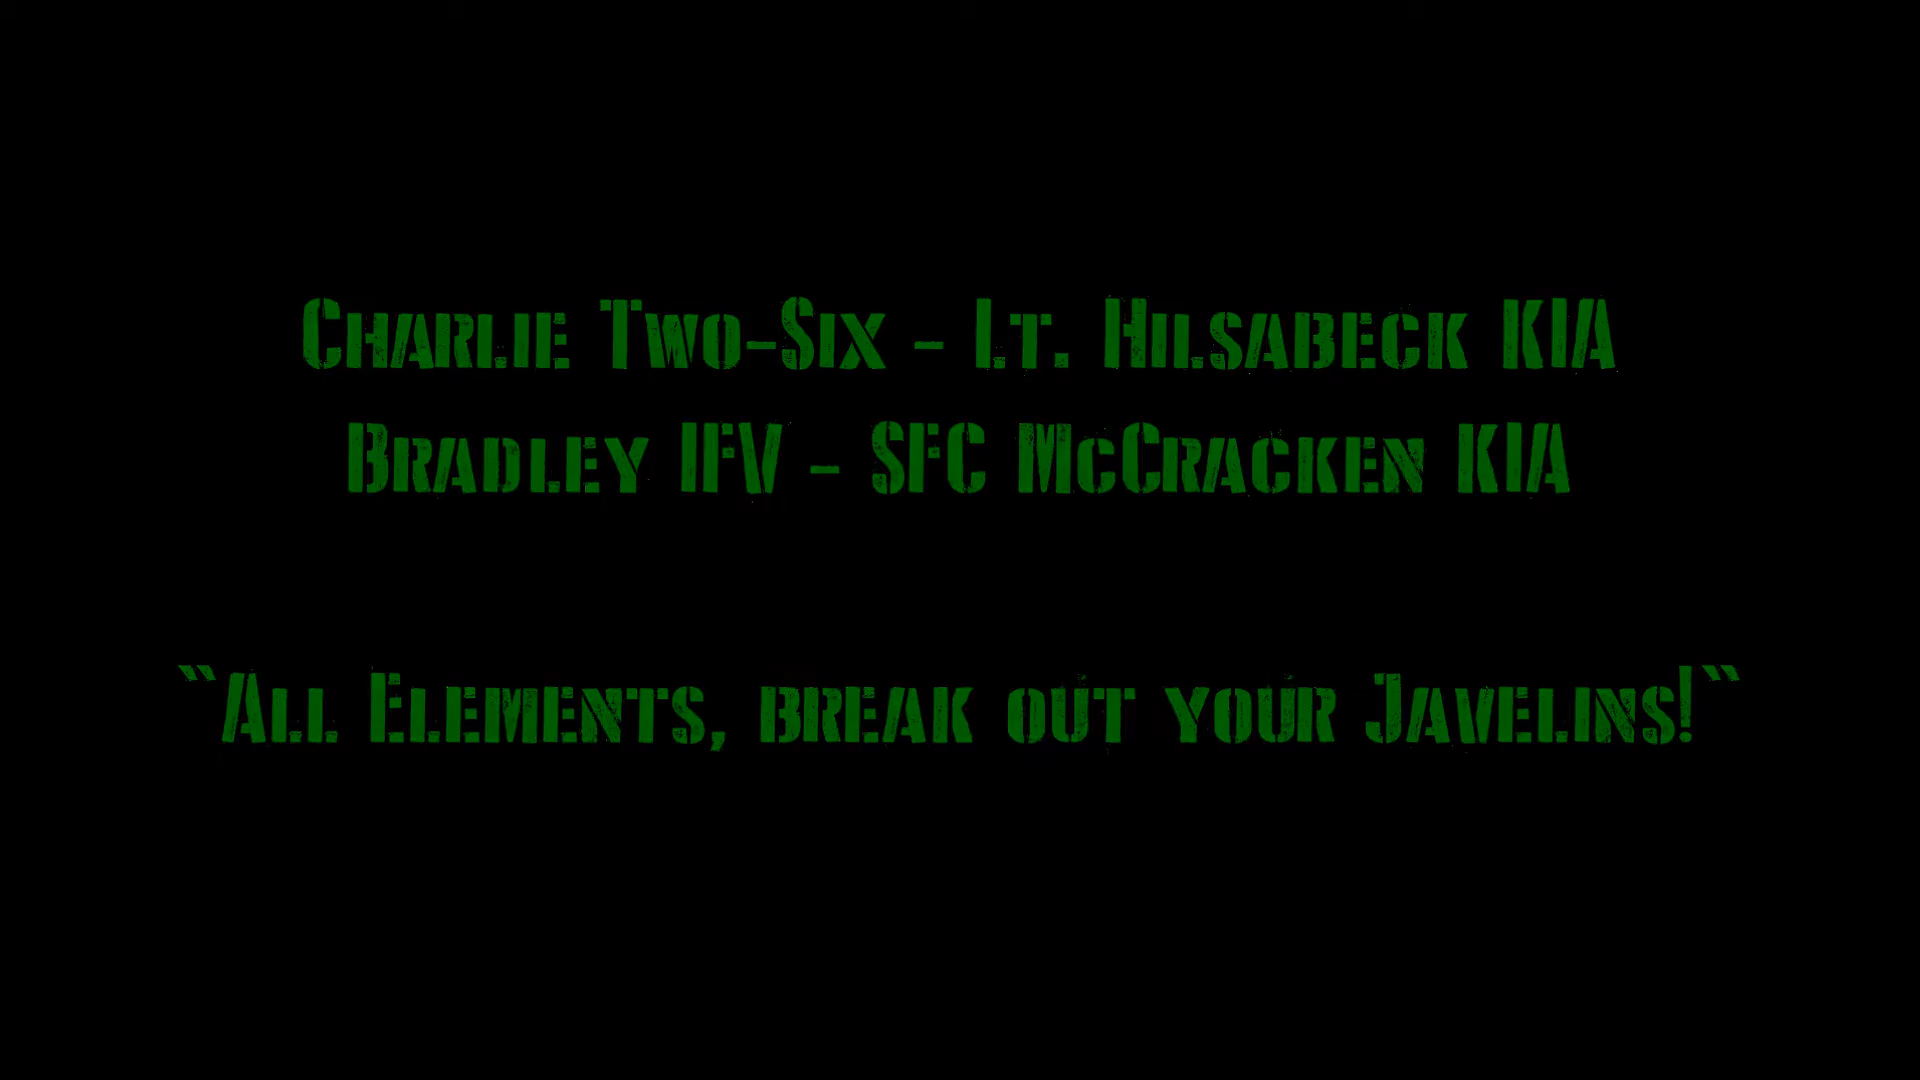 Charlie Two-Six - Lt. Hilsabeck KIA
Bradley IFV - SFC McCracken KIA
"All Elements, break out your Javelins!"